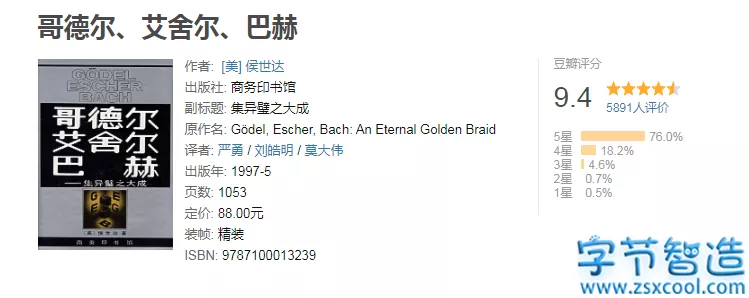 哥德尔、艾舍尔、巴赫
GÖDEL
ESCHER
BACH
哥德尔
艾舍尔
巴赫
——集异璧之大成
商务印书馆
作者: [美] 侯世达
出版社: 商务印书馆
副标题: 集异璧之大成
原作名: Gödel, Escher, Bach: An Eternal Golden Braid
译者: 严勇 / 刘皓明 / 莫大伟
出版年: 1997-5
页数: 1053
定价: 88.00元
装帧: 精装
ISBN: 9787100013239
豆瓣评分
9.4
5891人评价
5星 76.0%
4星 18.2%
3星 4.6%
2星 0.7%
1星 0.5%
字节智造
www.zsxcool.com